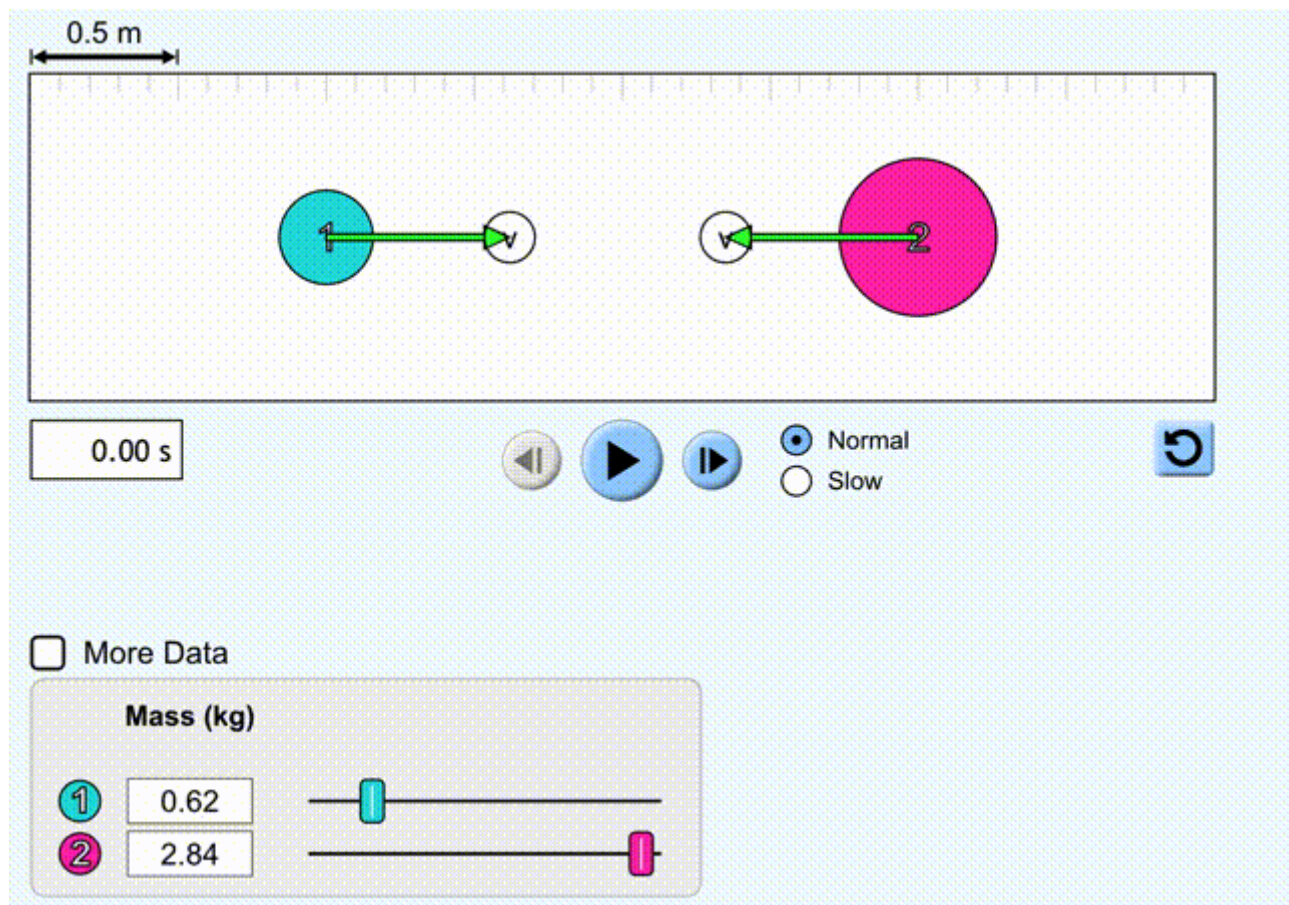 0.5 m
1 v v 2
0.00 s
Normal
Slow
More Data
Mass (kg)
1 0.62
2 2.84